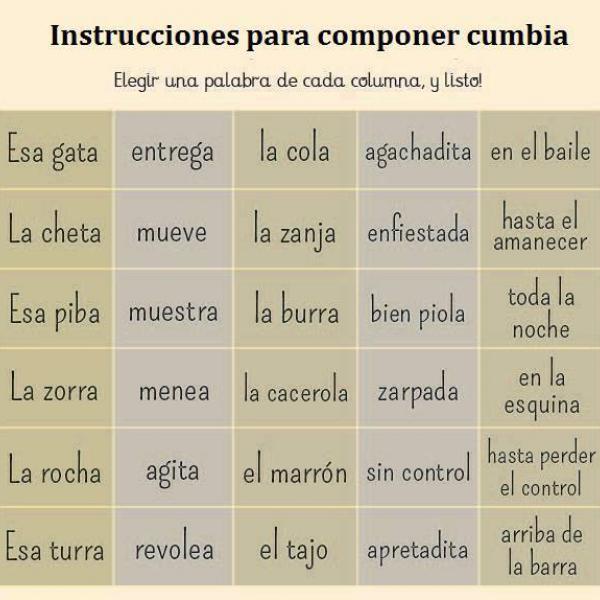 Instrucciones para componer cumbia
Elegir una palabra de cada columna, y listo!
Esa gata entrega la cola agachadita en el baile
La cheta mueve la zanja enfiestada hasta el
amanecer
Esa piba muestra la burra bien piola toda la
noche
La zorra menea la cacerola zarpada en la
esquina
La rocha agita el marrón sin control hasta perder
el control
Esa turra revolea el tajo apretadita arriba de
la barra